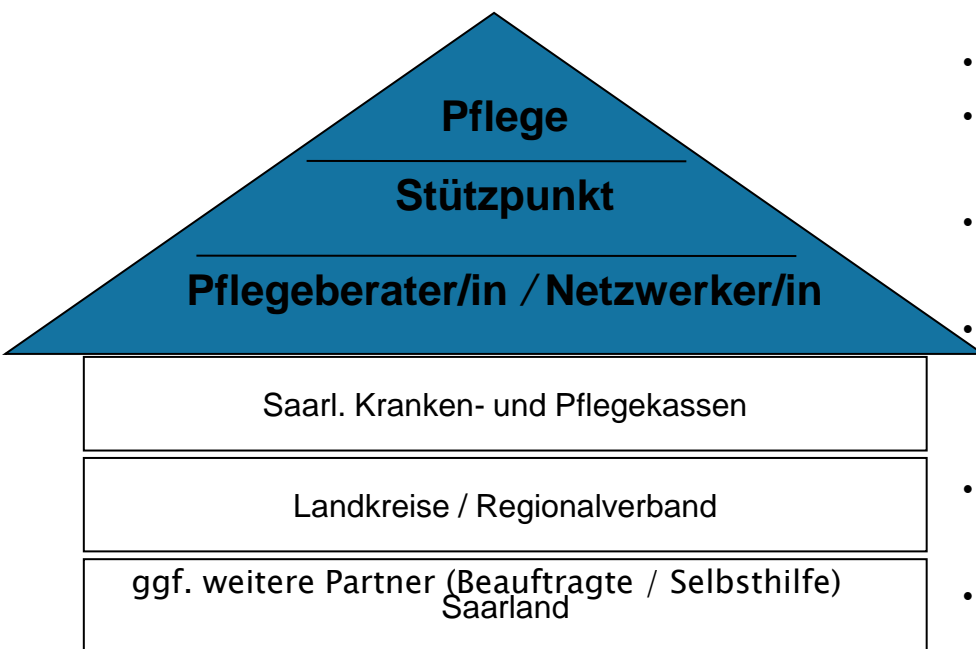 Pflege
Stützpunkt
Pflegeberater/in / Netzwerker/in
Saarl. Kranken- und Pflegekassen
Landkreise / Regionalverband
ggf. weitere Partner (Beauftragte / Selbsthilfe)
Saarland